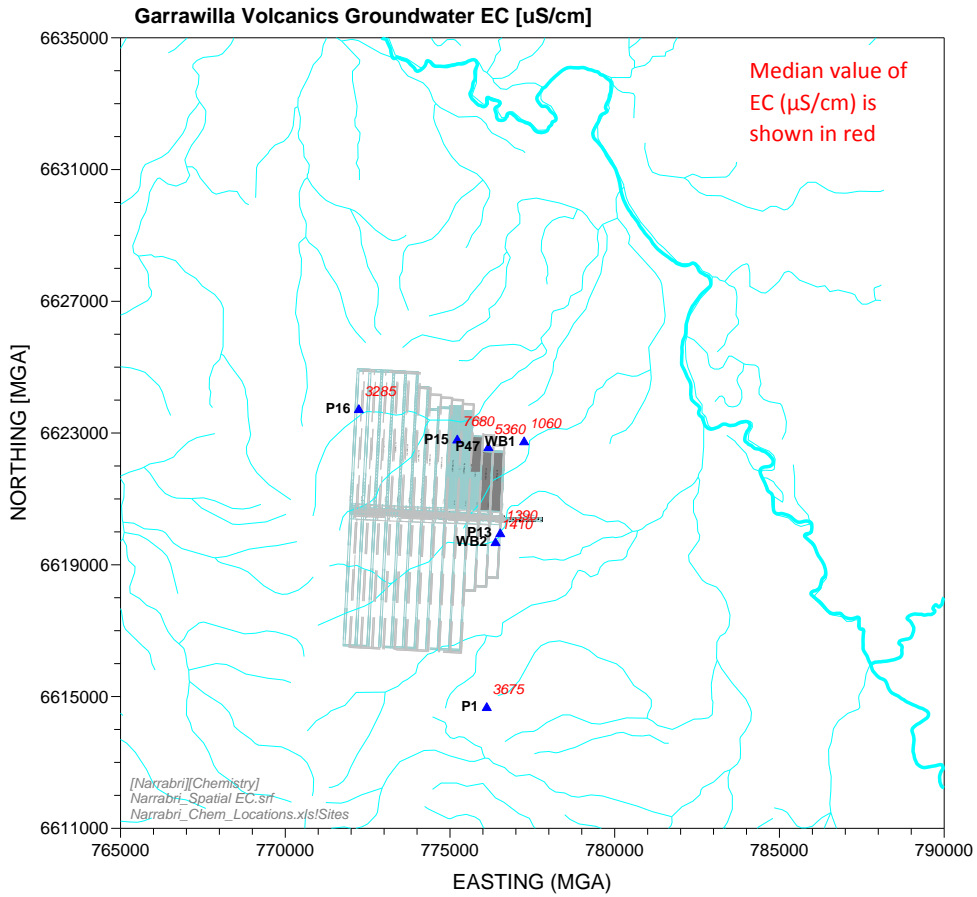 Garrawilla Volcanics Groundwater EC [uS/cm]
6635000
Median value of
EC (µS/cm) is
shown in red
6631000
6627000
NORTHING [MGA]
3285
P16
6623000
7680
5360
1060
P15
P47
WB1
1390
P13
1410
WB2
6619000
6615000
3675
P1
[Narrabri][Chemistry]
Narrabri_Spatial EC.srf
Narrabri_Chem_Locations.xls!Sites
6611000
765000
770000
775000
780000
785000
790000
EASTING (MGA)